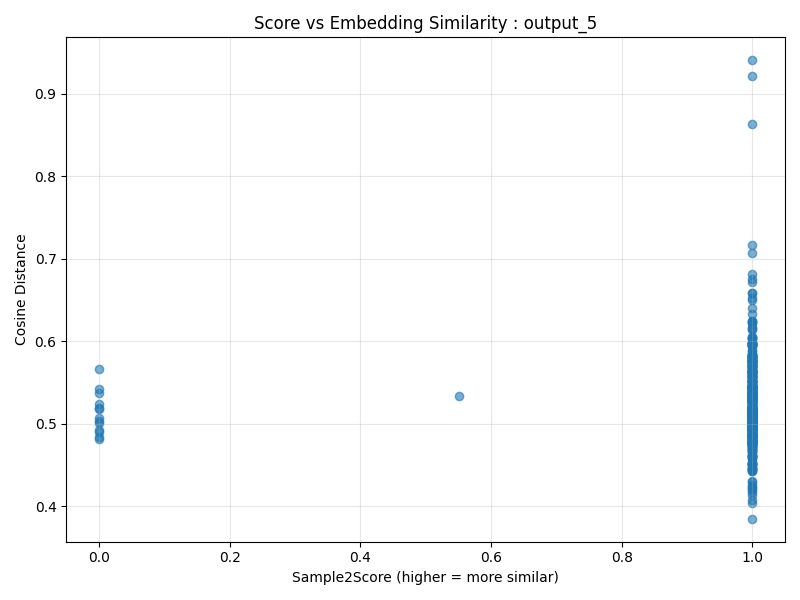 Score vs Embedding Similarity : output_5
Cosine Distance
0.9
0.8
0.7
0.6
0.5
0.4
0.0 0.2 0.4 0.6 0.8 1.0
Sample2Score (higher = more similar)